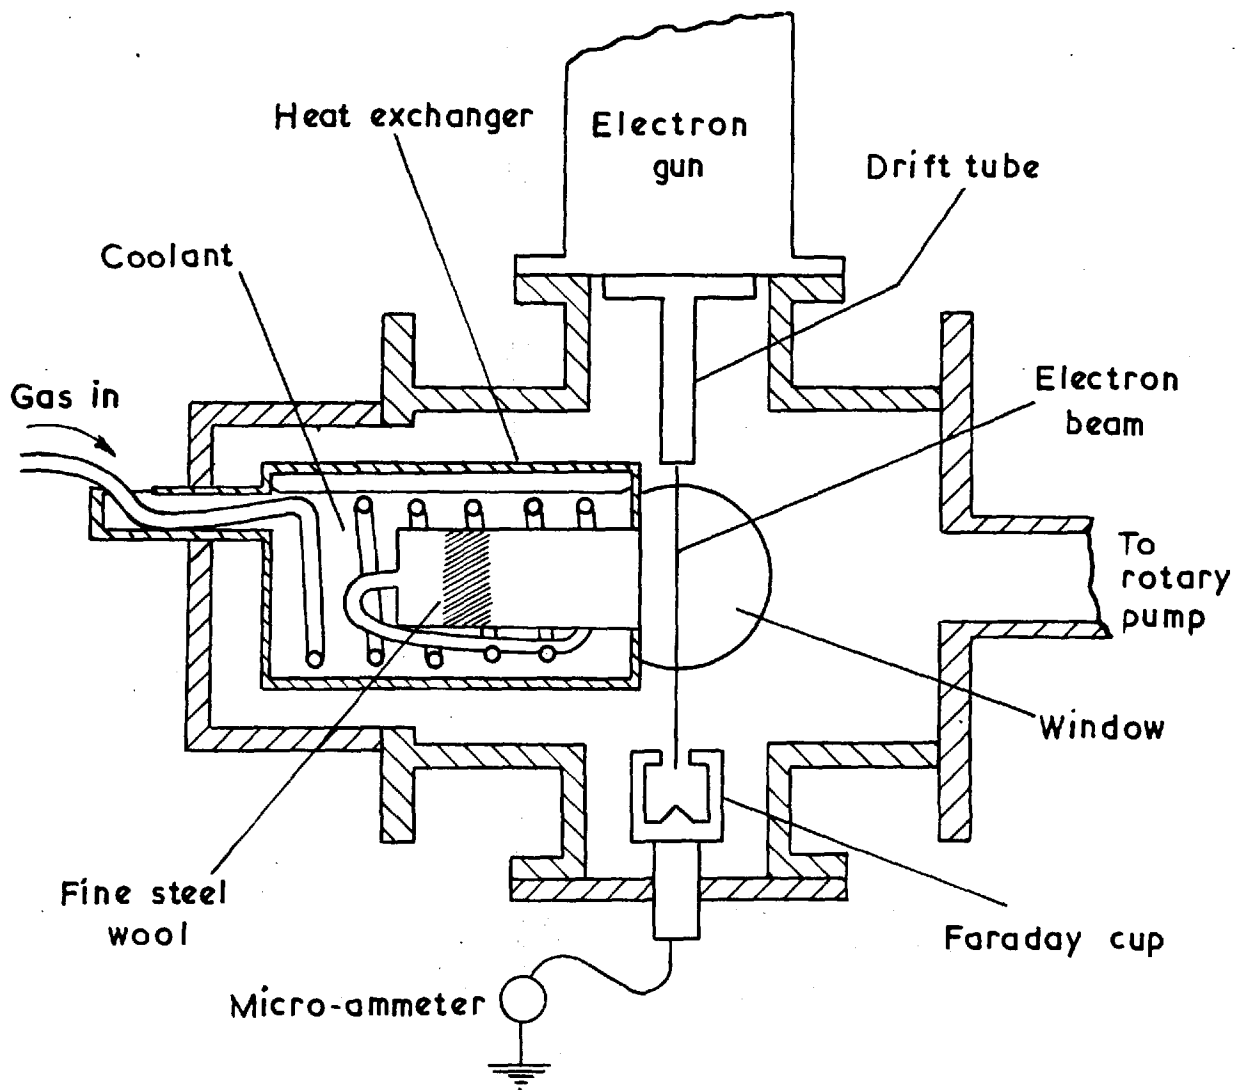 Heat exchanger
Electron
gun
Drift tube
Coolant
Gas in
Electron
beam
To
rotary
pump
Window
Fine steel
wool
Faraday cup
Micro-ammeter